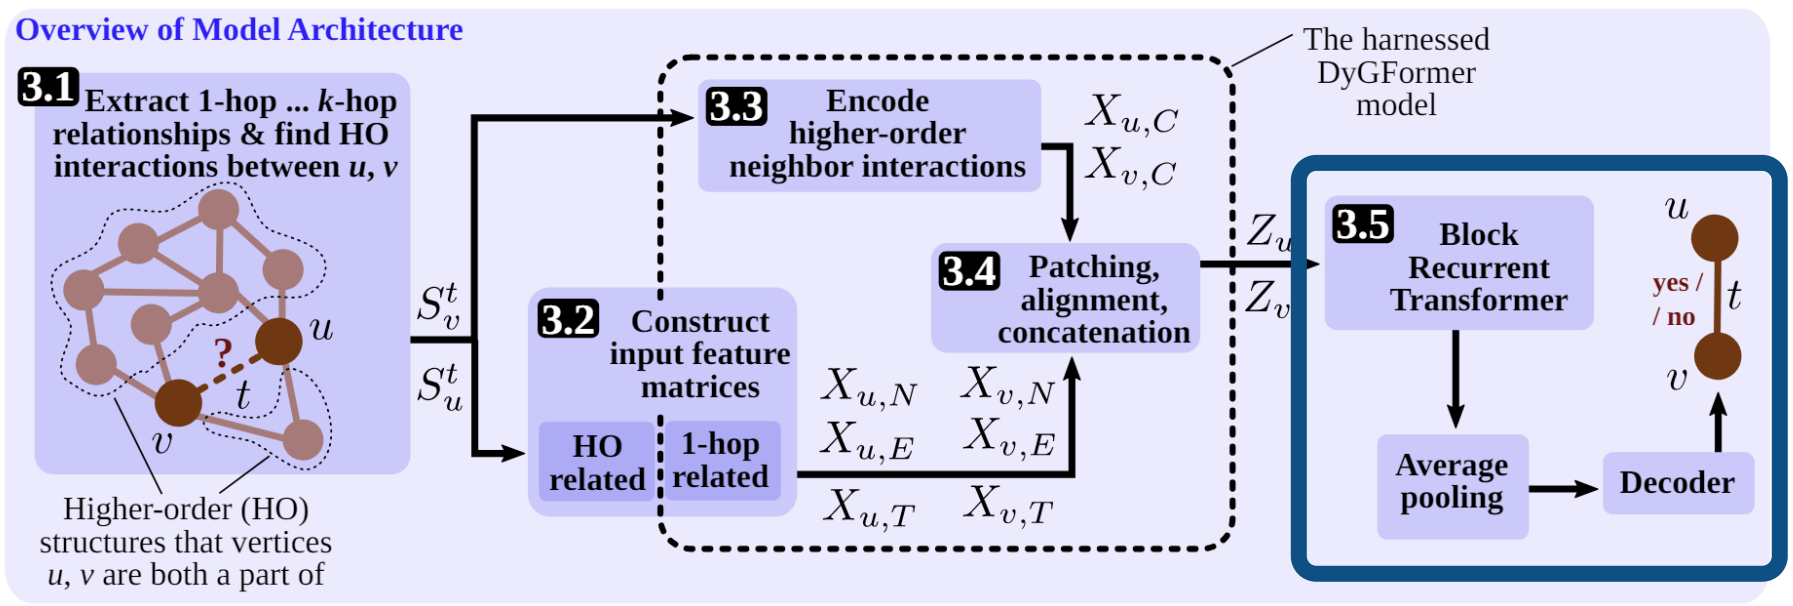 Overview of Model Architecture
3.1
Extract 1-hop ... k-hop
relationships & find HO
interactions between u, v
?
u
t
v
Higher-order (HO)
structures that vertices
u, v are both a part of
S_v^t
S_u^t
3.3
Encode
higher-order
neighbor interactions
X_{u,C}
X_{v,C}
3.2
Construct
input feature
matrices
HO
related
1-hop
related
X_{u,N} X_{v,N}
X_{u,E} X_{v,E}
X_{u,T} X_{v,T}
3.4
Patching,
alignment,
concatenation
The harnessed
DyGFormer
model
Z_u
Z_v
3.5
Block
Recurrent
Transformer
Average
pooling
Decoder
u
yes /
/ no
t
v